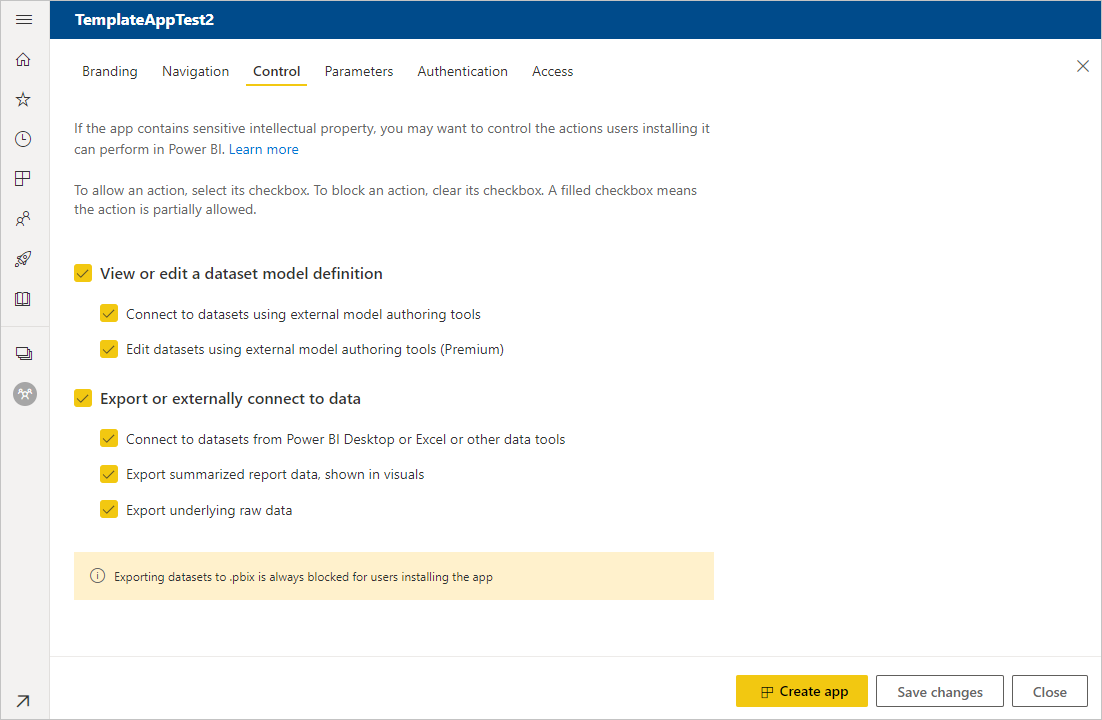 TemplateAppTest2
Branding Navigation Control Parameters Authentication Access
If the app contains sensitive intellectual property, you may want to control the actions users installing it
can perform in Power BI. Learn more
To allow an action, select its checkbox. To block an action, clear its checkbox. A filled checkbox means
the action is partially allowed.
View or edit a dataset model definition
Connect to datasets using external model authoring tools
Edit datasets using external model authoring tools (Premium)
Export or externally connect to data
Connect to datasets from Power BI Desktop or Excel or other data tools
Export summarized report data, shown in visuals
Export underlying raw data
Exporting datasets to .pbix is always blocked for users installing the app
Create app Save changes Close